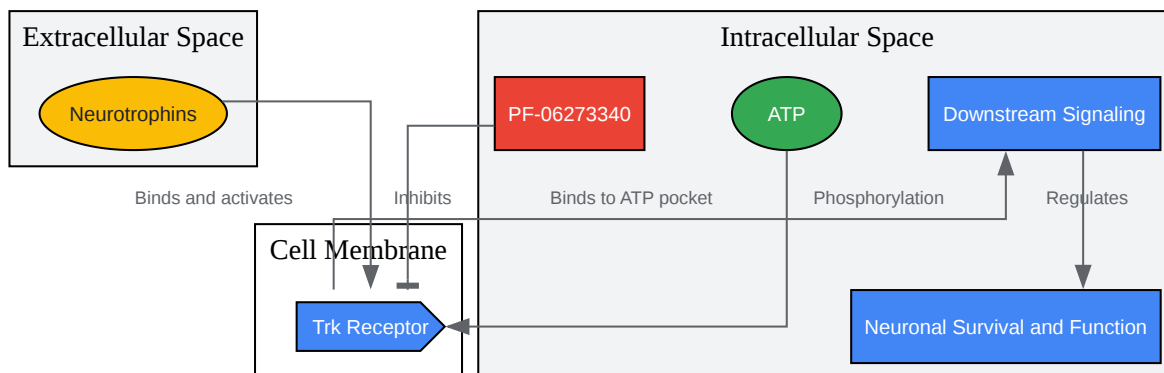 Extracellular Space
Intracellular Space
Neurotrophins
PF-06273340
ATP
Downstream Signaling
Binds and activates
Inhibits
Binds to ATP pocket
Phosphorylation
Regulates
Cell Membrane
Trk Receptor
Neuronal Survival and Function